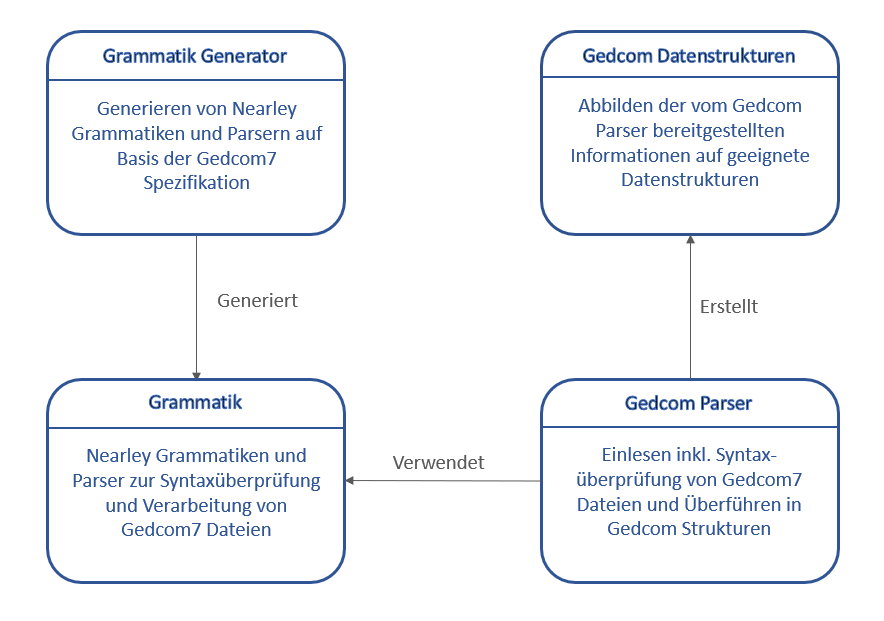 Grammatik Generator
Generieren von Nearley
Grammatiken und Parsern auf
Basis der Gedcom7
Spezifikation
Gedcom Datenstrukturen
Abbilden der vom Gedcom
Parser bereitgestellten
Informationen auf geeignete
Datenstrukturen
Generiert
Erstellt
Grammatik
Nearley Grammatiken und
Parser zur Syntaxüberprüfung
und Verarbeitung von
Gedcom7 Dateien
Verwendet
Gedcom Parser
Einlesen inkl. Syntax-
überprüfung von Gedcom7
Dateien und Überführen in
Gedcom Strukturen